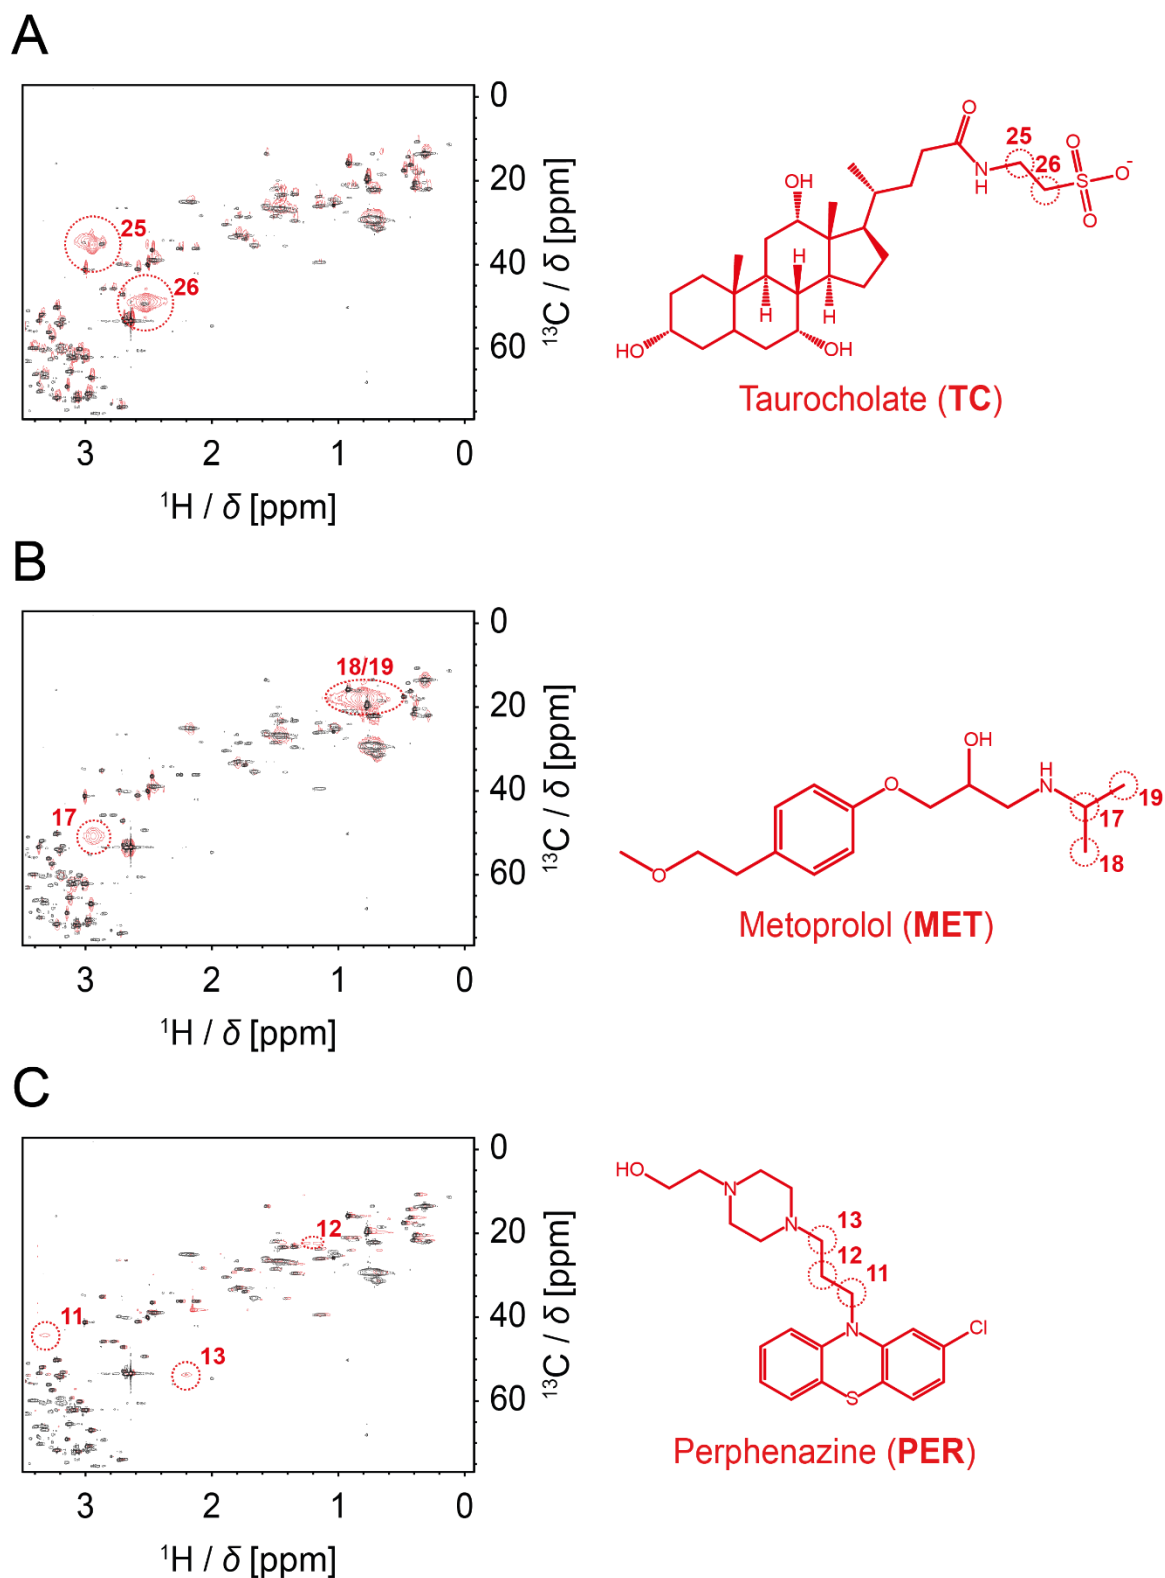 A
0
20
40
60
¹³C / δ [ppm]
3 2 1 0
¹H / δ [ppm]
25
26
O
N
H
25
26
O
S
O
O⁻
OH
H
H
H
HO
OH
Taurocholate (TC)
B
0
20
40
60
¹³C / δ [ppm]
3 2 1 0
¹H / δ [ppm]
18/19
17
OH
O
H
N
19
17
18
O
Metoprolol (MET)
C
0
20
40
60
¹³C / δ [ppm]
3 2 1 0
¹H / δ [ppm]
12
11
13
HO
N
N
13
12
11
N
Cl
S
Perphenazine (PER)